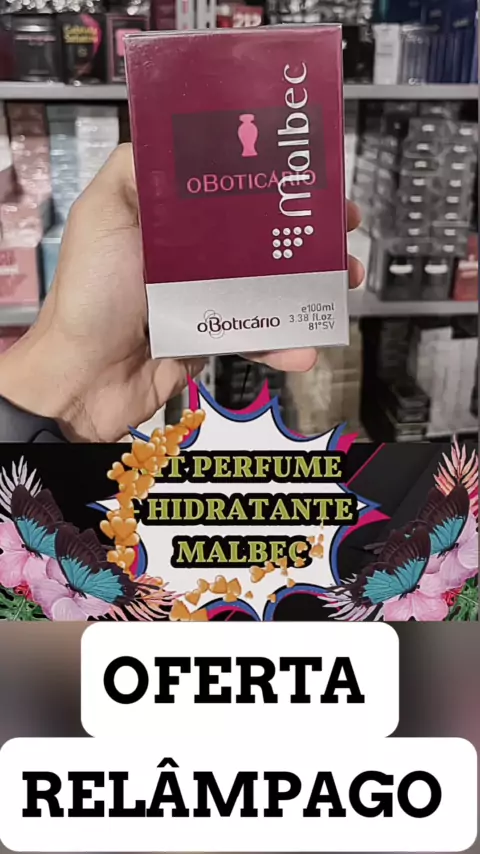 malbec
OBOTICÁRIO
oBoticário
e100ml
3.38 fl.oz.
81°SV
PERFUME
HIDRATANTE
MALBEC
OFERTA
RELÂMPAGO